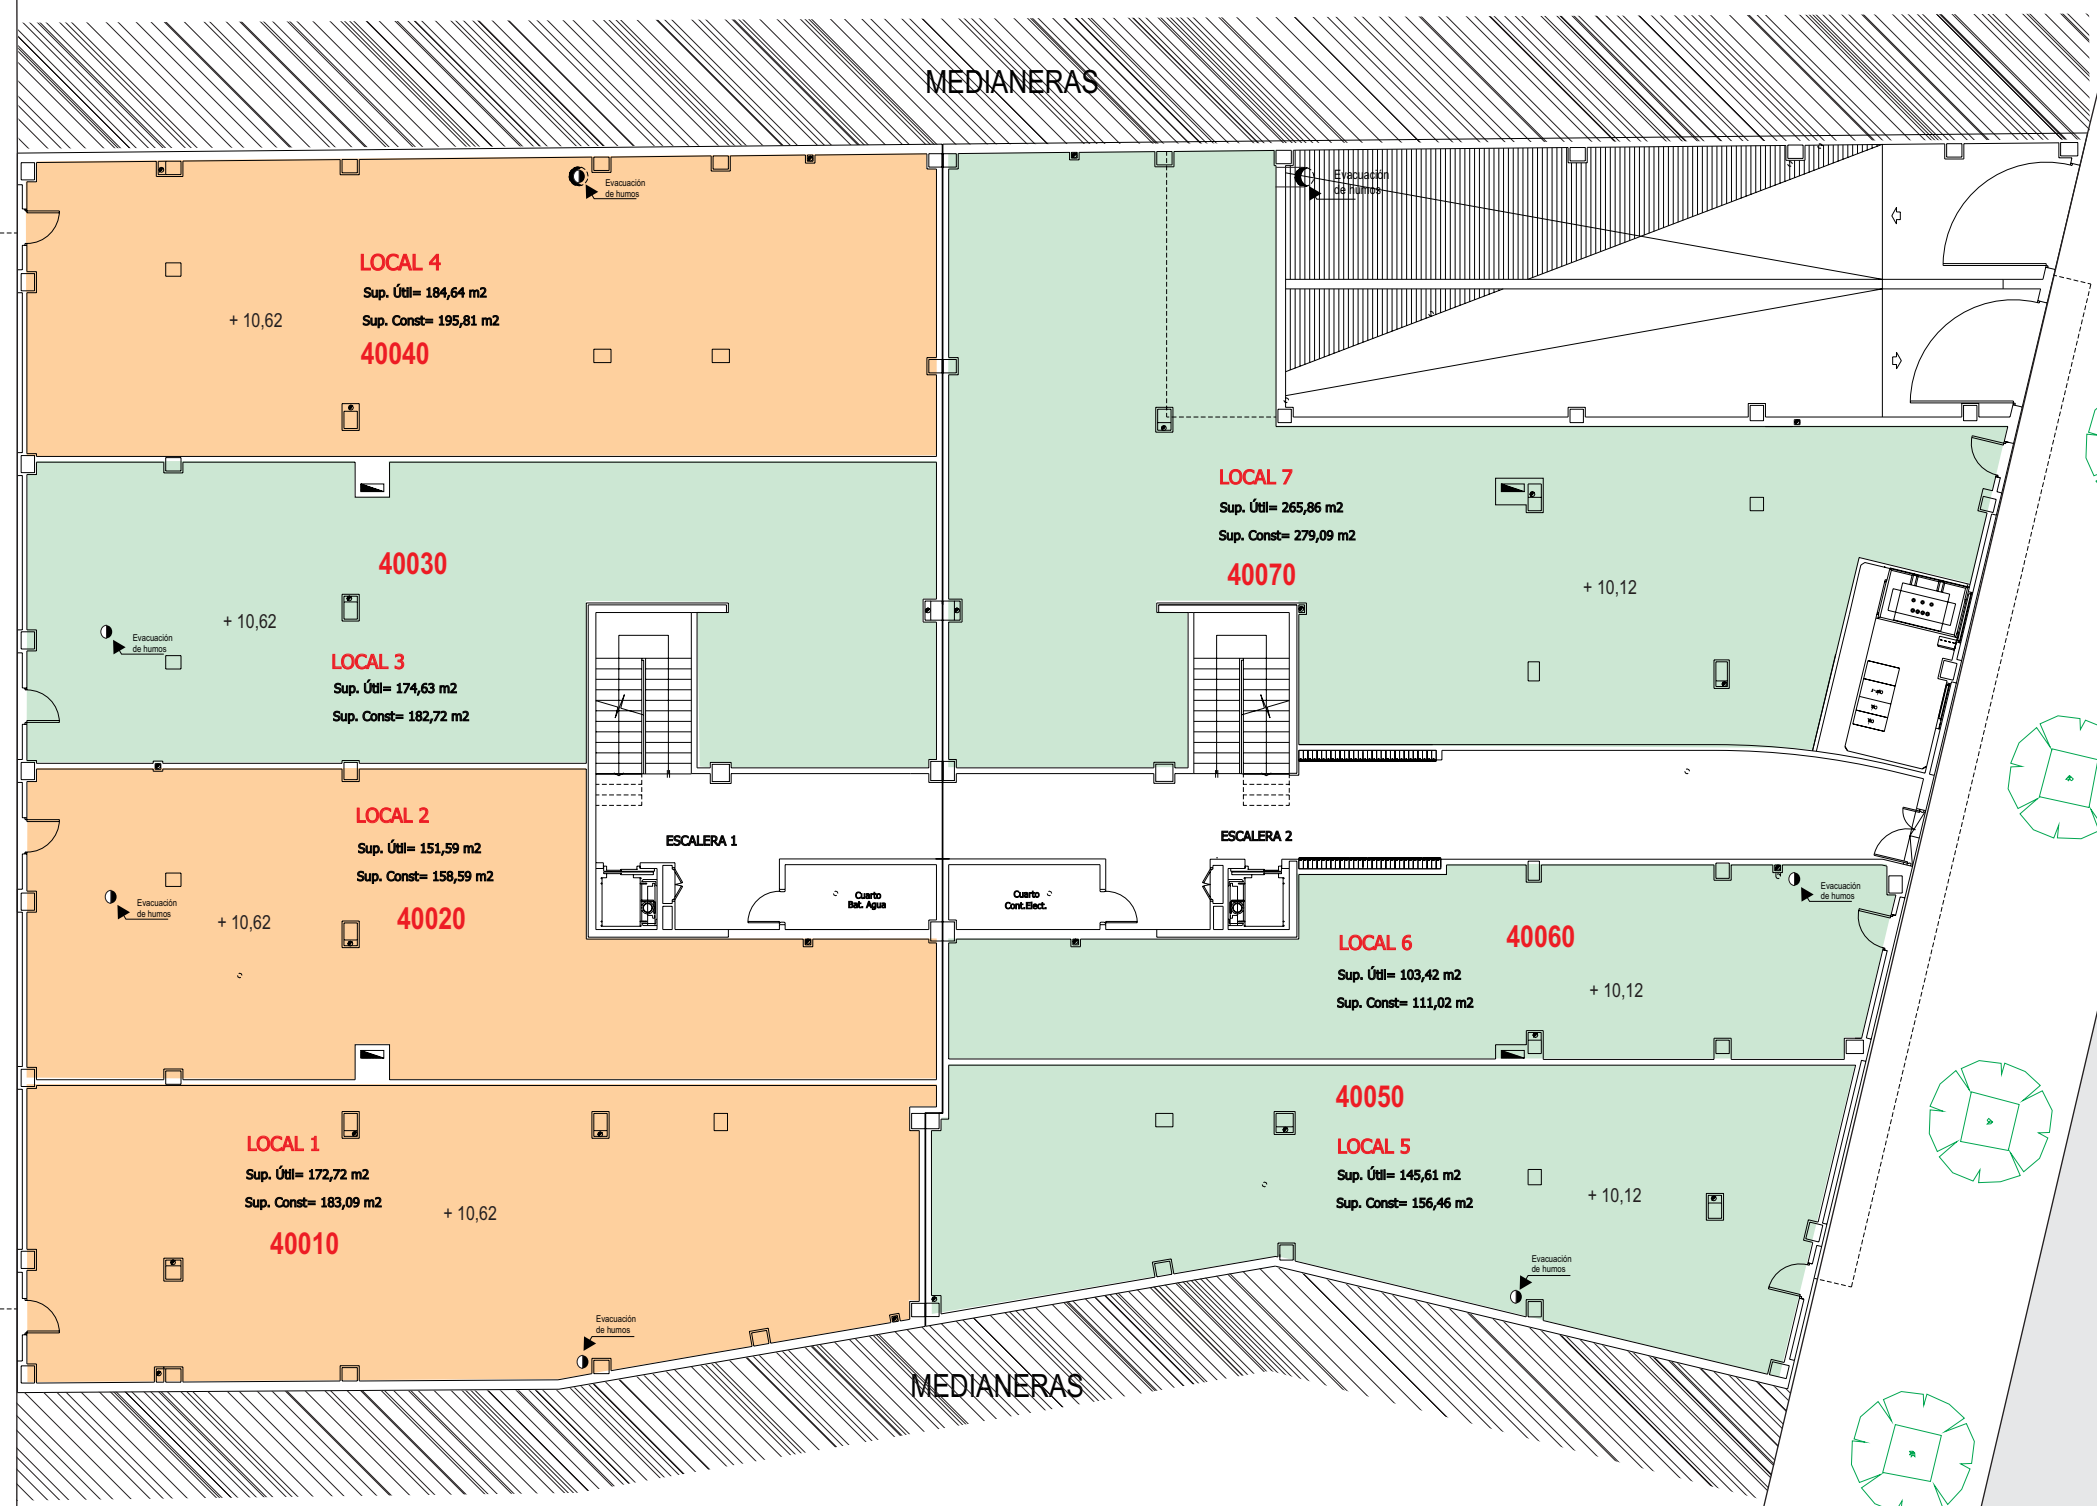 MEDIANERAS
Evacuación
de humos
Evacuación
de humos
LOCAL 4
Sup. Útil= 184,64 m2
Sup. Const= 195,81 m2
40040
+ 10,62
LOCAL 7
Sup. Útil= 265,86 m2
Sup. Const= 279,09 m2
40070
+ 10,12
40030
+ 10,62
Evacuación
de humos
LOCAL 3
Sup. Útil= 174,63 m2
Sup. Const= 182,72 m2
LOCAL 2
Sup. Útil= 151,59 m2
Sup. Const= 158,59 m2
40020
+ 10,62
Evacuación
de humos
ESCALERA 1
ESCALERA 2
Cuarto
Bat. Agua
Cuarto
Cont.Elect.
Evacuación
de humos
LOCAL 6
40060
Sup. Útil= 103,42 m2
Sup. Const= 111,02 m2
+ 10,12
40050
LOCAL 5
Sup. Útil= 145,61 m2
Sup. Const= 156,46 m2
+ 10,12
Evacuación
de humos
LOCAL 1
Sup. Útil= 172,72 m2
Sup. Const= 183,09 m2
40010
+ 10,62
Evacuación
de humos
MEDIANERAS